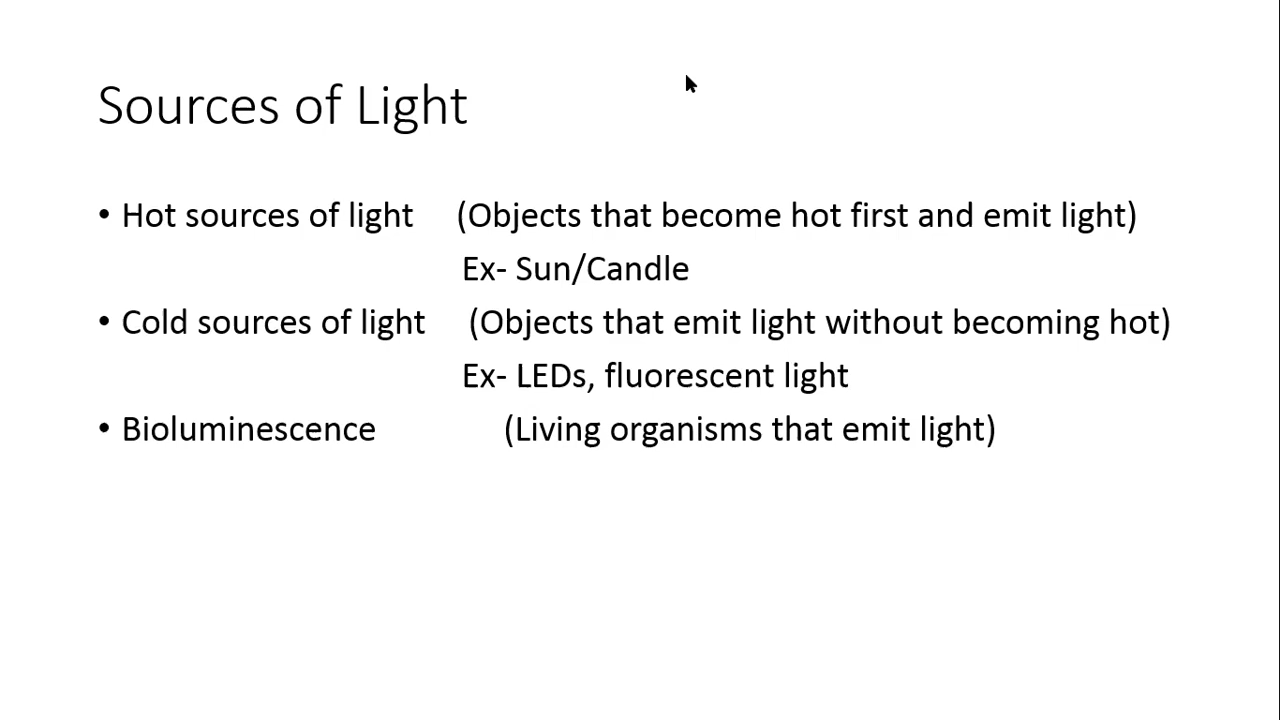 Sources of Light
• Hot sources of light (Objects that become hot first and emit light)
Ex- Sun/Candle
• Cold sources of light (Objects that emit light without becoming hot)
Ex- LEDs, fluorescent light
• Bioluminescence (Living organisms that emit light)